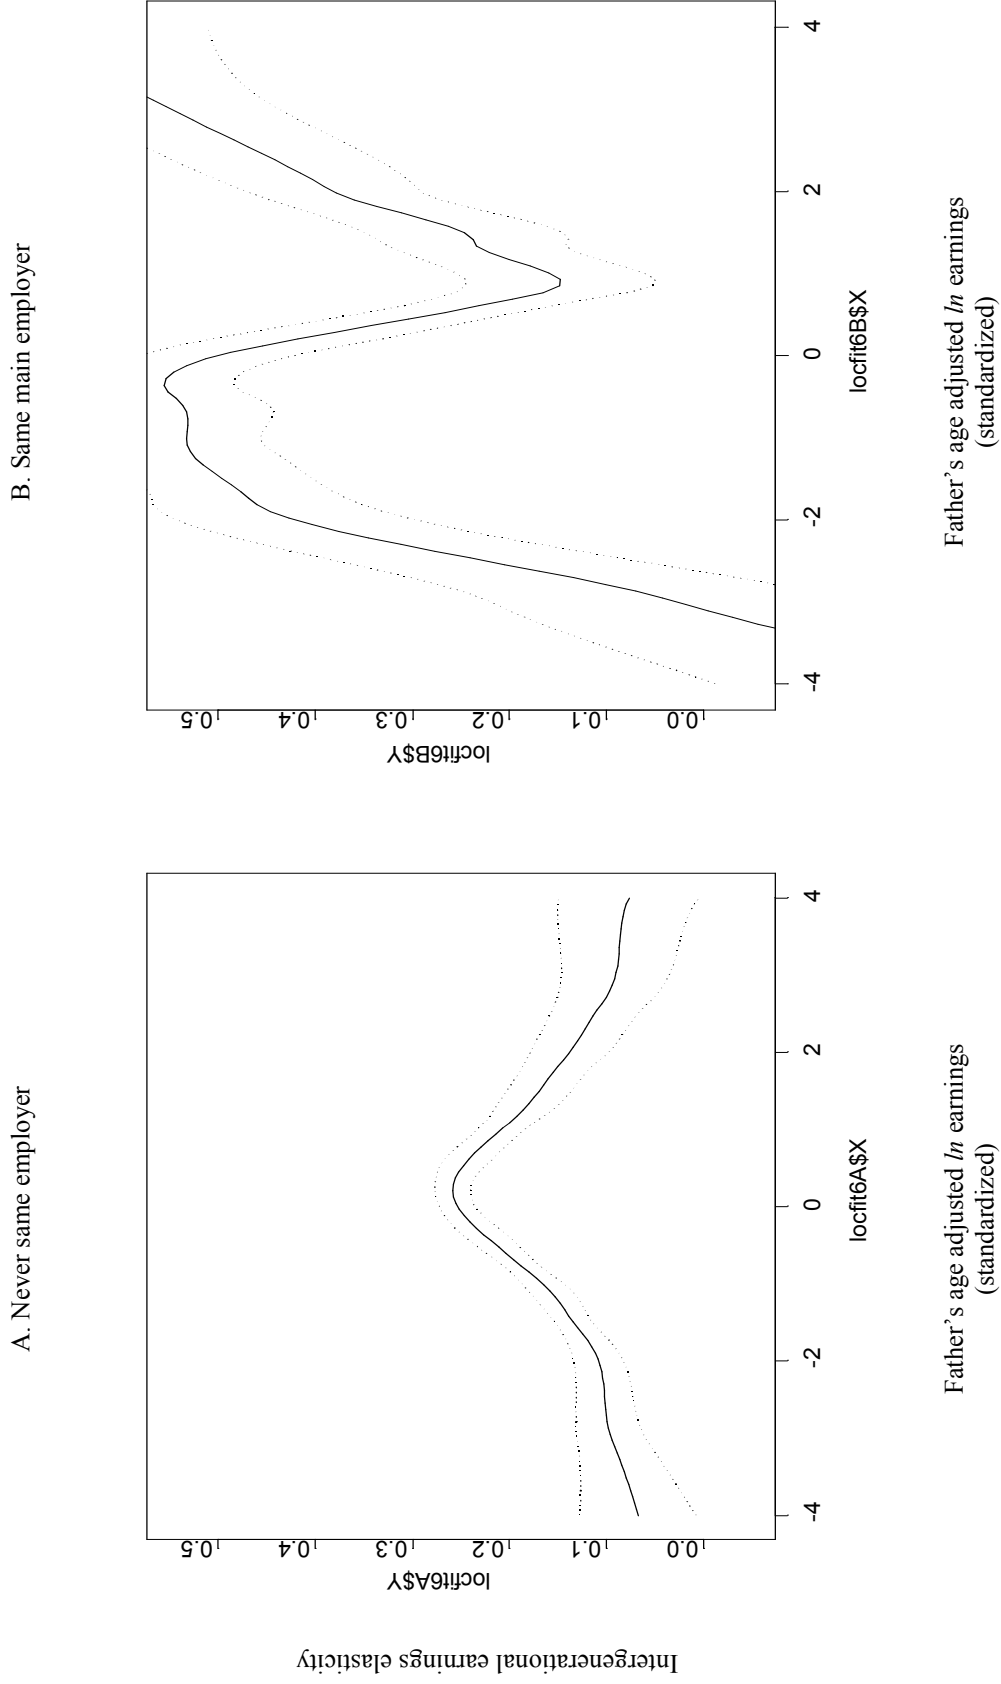 A. Never same employer
B. Same main employer
Intergenerational earnings elasticity
locfit6A$Y
0.0 0.1 0.2 0.3 0.4 0.5
-4 -2 0 2 4
locfit6A$X
Father's age adjusted ln earnings
(standardized)
locfit6B$Y
0.0 0.1 0.2 0.3 0.4 0.5
-4 -2 0 2 4
locfit6B$X
Father's age adjusted ln earnings
(standardized)